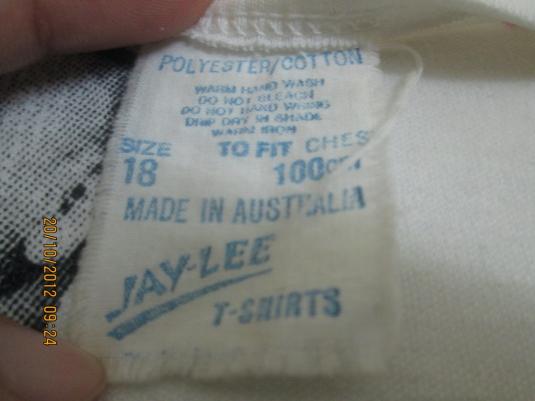 POLYESTER/COTTON
WARM HAND WASH
DO NOT BLEACH
DO NOT HAND WRING
DRIP DRY IN SHADE
WARM IRON
SIZE TO FIT CHES
18 100cm
MADE IN AUSTRALIA
JAY-LEE
T-SHIRTS
20/10/2012 09:24